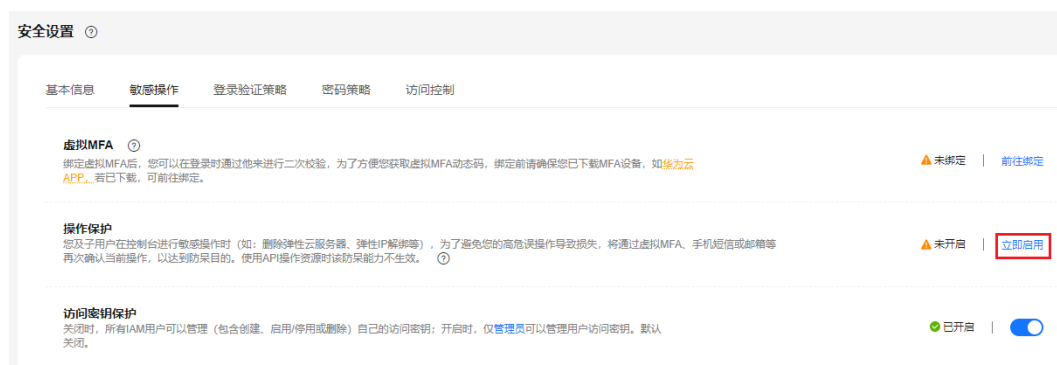 安全设置 ?
基本信息 敏感操作 登录验证策略 密码策略 访问控制
虚拟MFA ?
绑定虚拟MFA后，您可以在登录时通过他来进行二次校验，为了方便您获取虚拟MFA动态码，绑定前请确保您已下载MFA设备，如华为云
APP，若已下载，可前往绑定。
未绑定 | 前往绑定
操作保护
您及子用户在控制台进行敏感操作时（如：删除弹性云服务器、弹性IP解绑等），为了避免您的高危误操作导致损失，将通过虚拟MFA、手机短信或邮箱等
再次确认当前操作，以达到防呆目的。使用API操作资源时该防呆能力不生效。 ?
未开启 | 立即启用
访问密钥保护
关闭时，所有IAM用户可以管理（包含创建、启用/停用或删除）自己的访问密钥；开启时，仅管理员可以管理用户访问密钥。默认
关闭。
已开启 |